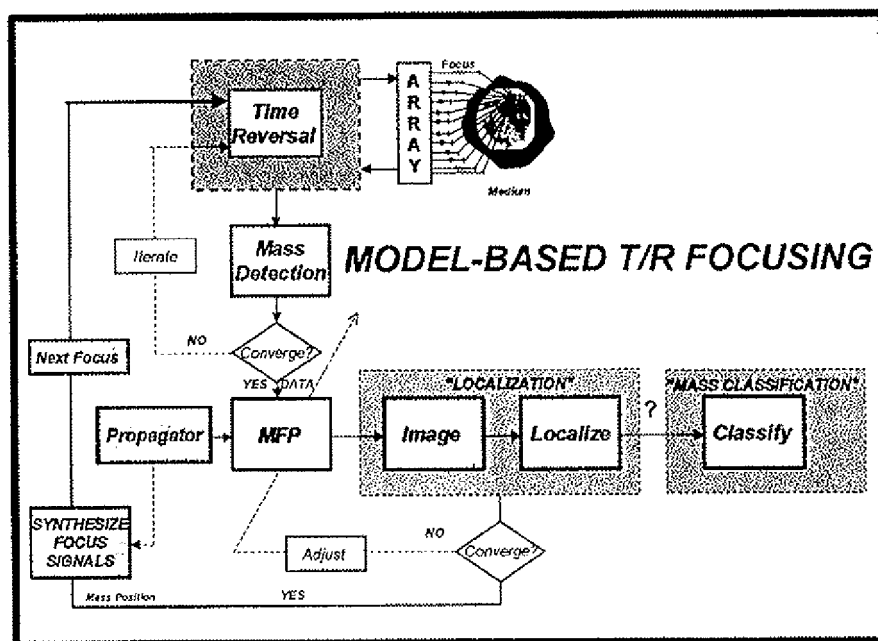 Focus
Time
Reversal
A
R
R
A
Y
Medium
Iterate
Mass
Detection
MODEL-BASED T/R FOCUSING
NO
Converge?
Next Focus
YES
DATA
"LOCALIZATION"
"MASS CLASSIFICATION"
?
Propagator
MFP
Image
Localize
Classify
SYNTHESIZE
FOCUS
SIGNALS
Adjust
NO
Converge?
Mass Position
YES